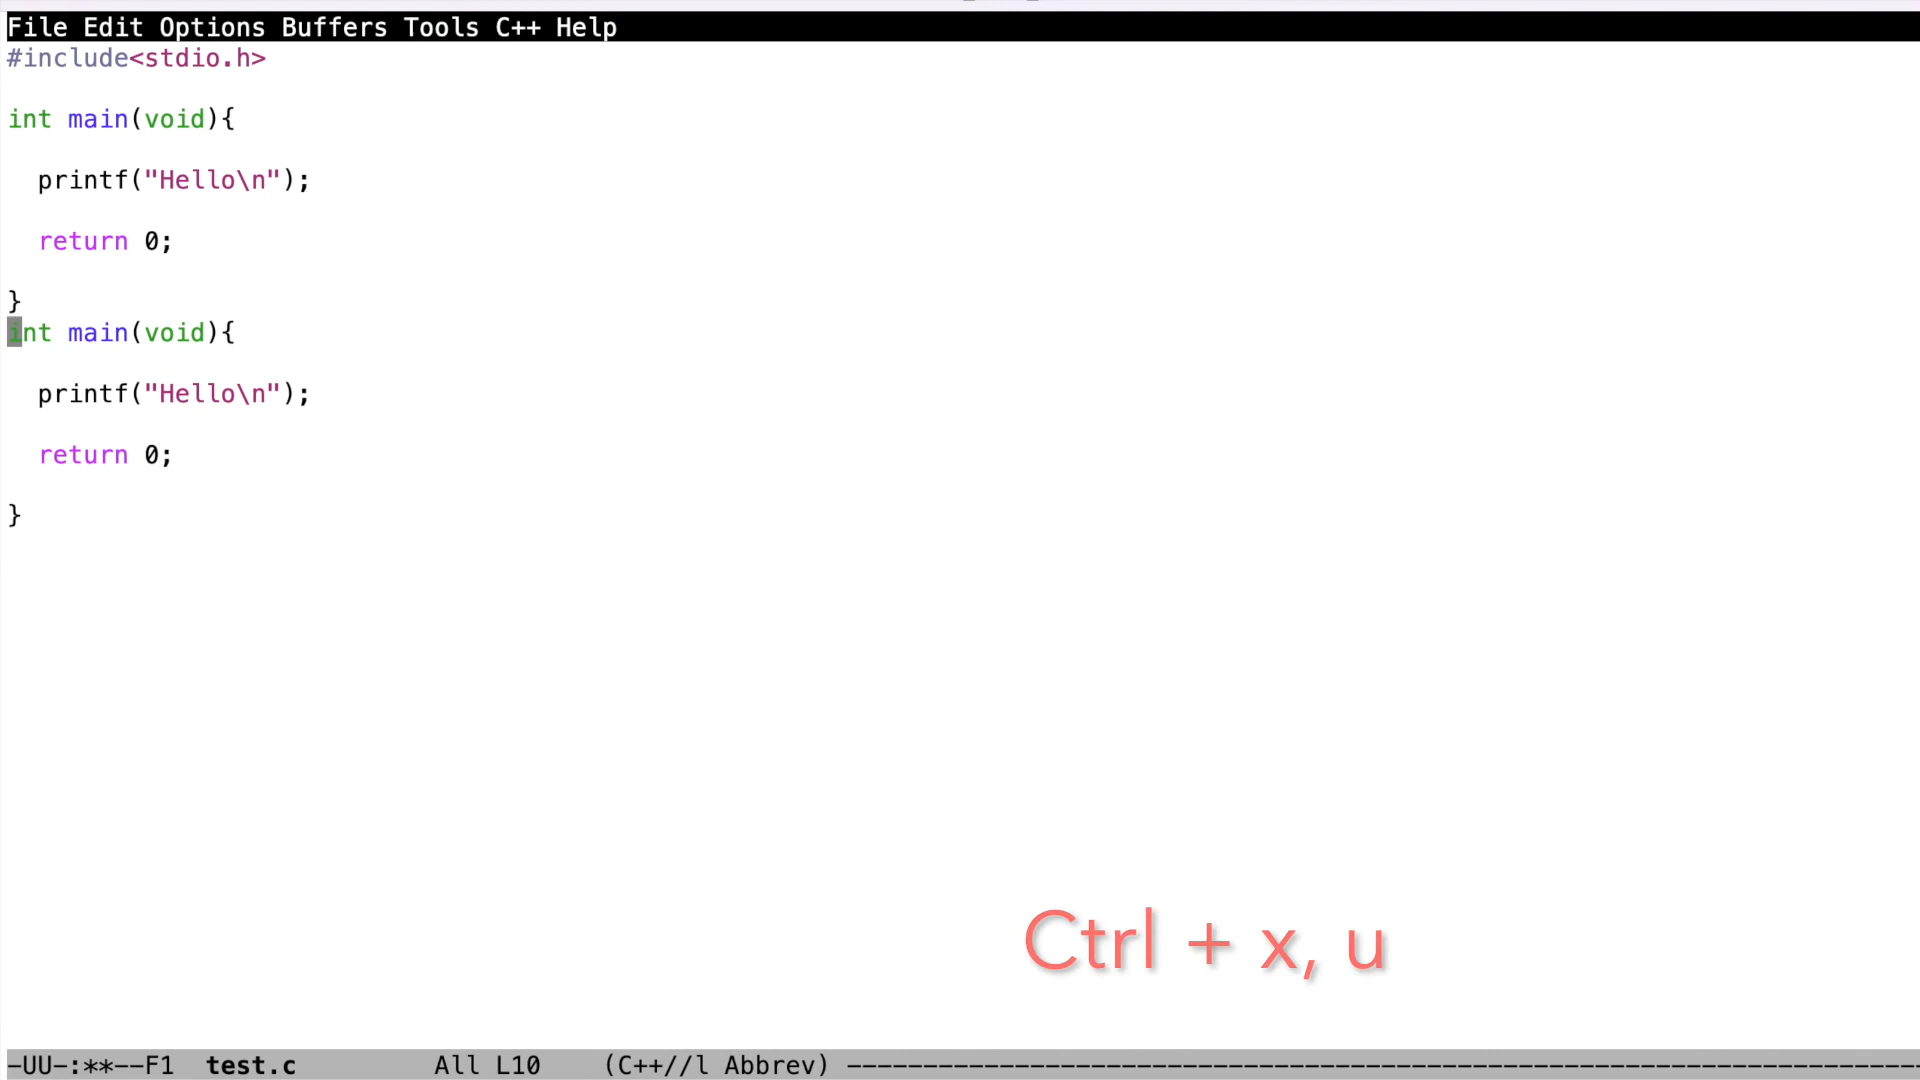 File Edit Options Buffers Tools C++ Help
#include<stdio.h>
int main(void){
printf("Hello\n");
return 0;
}
int main(void){
printf("Hello\n");
return 0;
}
Ctrl + x, u
-UU-:**--F1 test.c All L10 (C++//l Abbrev) ----------------------------------------------------------------------